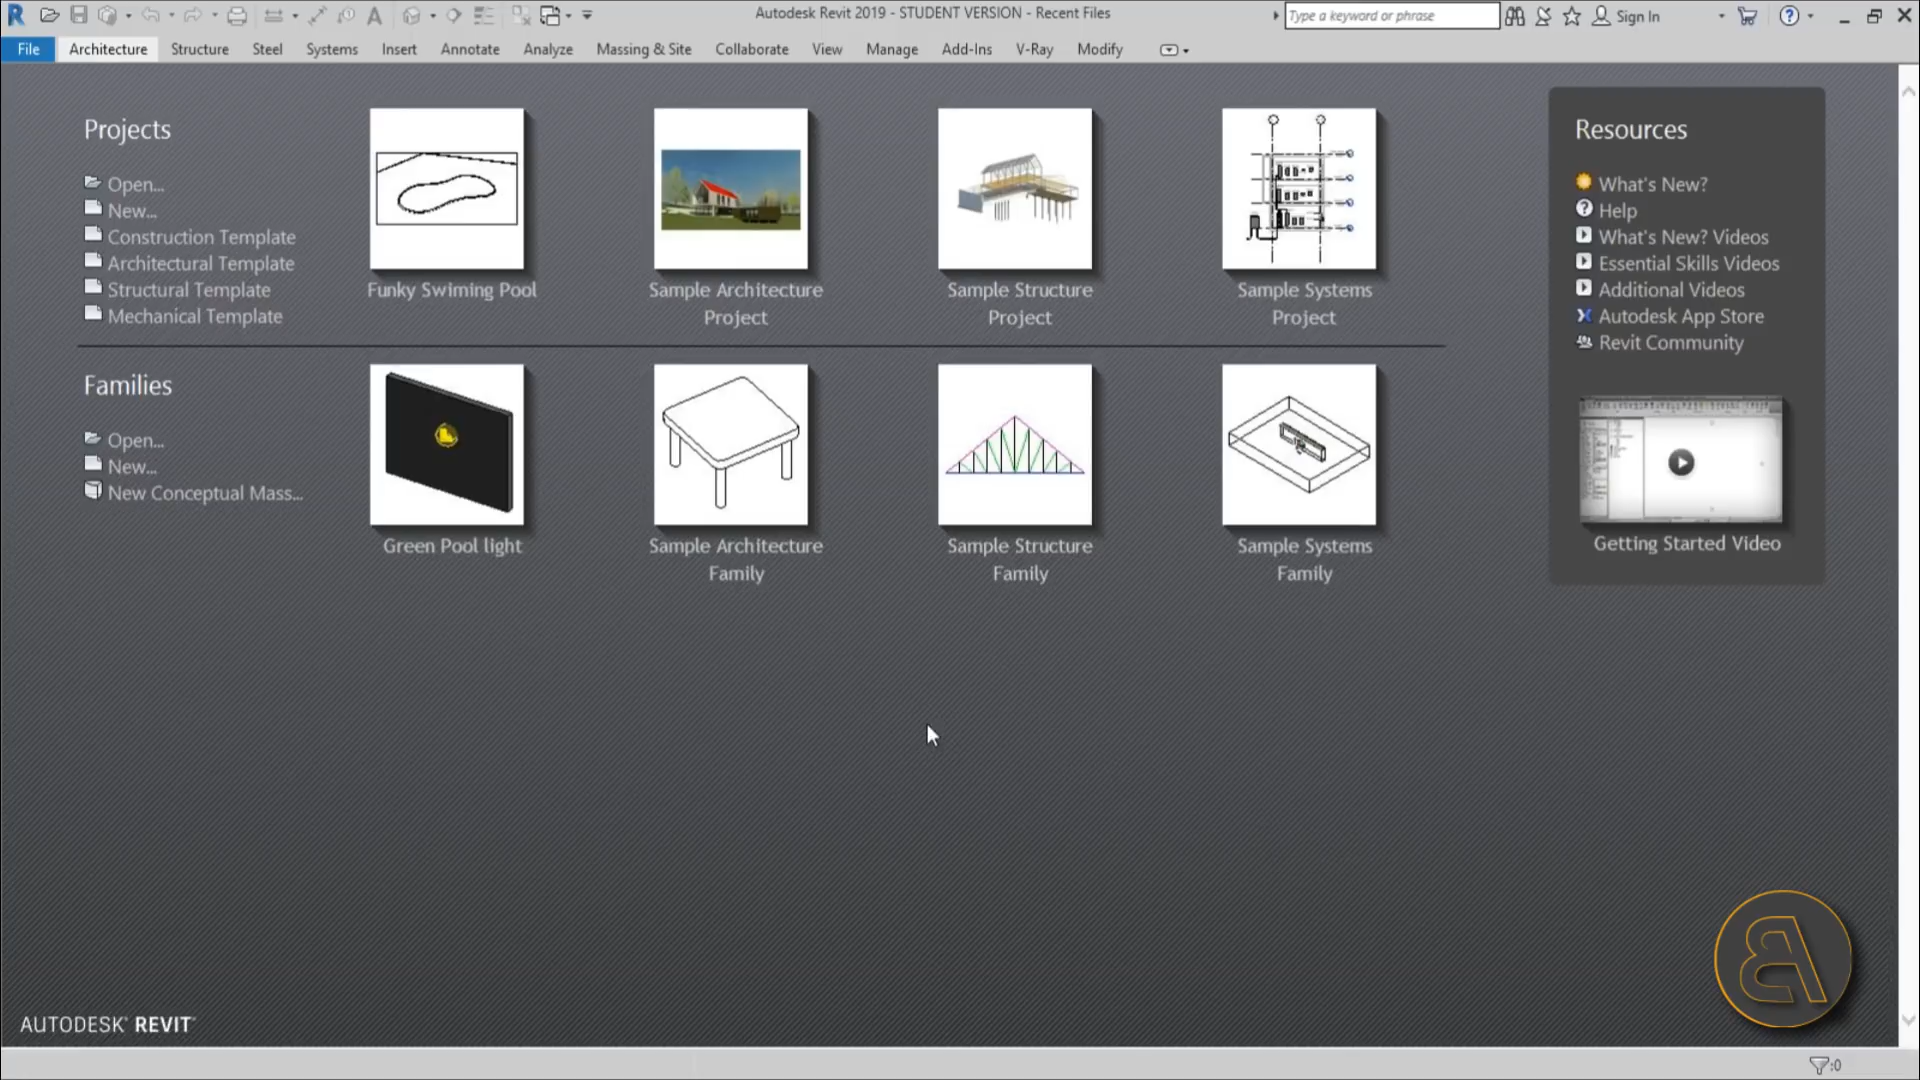 Autodesk Revit 2019 - STUDENT VERSION - Recent Files
Type a keyword or phrase
Sign In
File Architecture Structure Steel Systems Insert Annotate Analyze Massing & Site Collaborate View Manage Add-Ins V-Ray Modify
Projects
Open...
New...
Construction Template
Architectural Template
Structural Template
Mechanical Template
Funky Swiming Pool
Sample Architecture
Project
Sample Structure
Project
Sample Systems
Project
Families
Open...
New...
New Conceptual Mass...
Green Pool light
Sample Architecture
Family
Sample Structure
Family
Sample Systems
Family
Resources
What's New?
Help
What's New? Videos
Essential Skills Videos
Additional Videos
Autodesk App Store
Revit Community
Getting Started Video
AUTODESK® REVIT®
:0